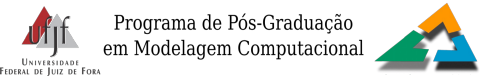 ufjf
UNIVERSIDADE
FEDERAL DE JUIZ DE FORA
Programa de Pós-Graduação
em Modelagem Computacional